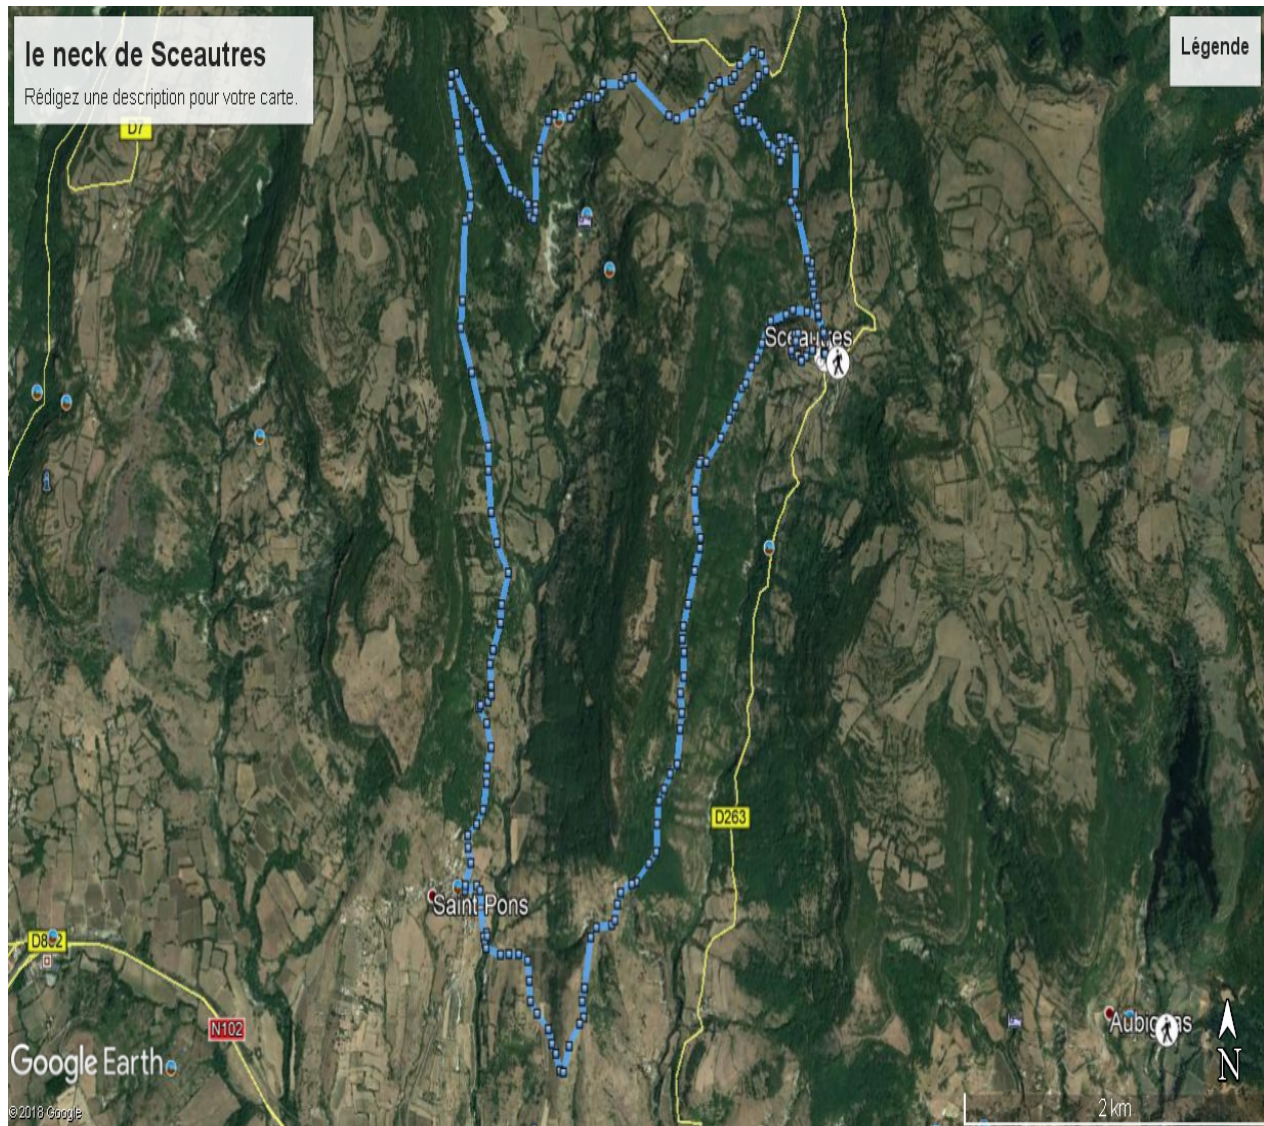 le neck de Sceautres
Rédigez une description pour votre carte.
Légende
D7
Sceautres
D263
Saint-Pons
N102
Aubignas
Google Earth
N
©2018 Google
2 km